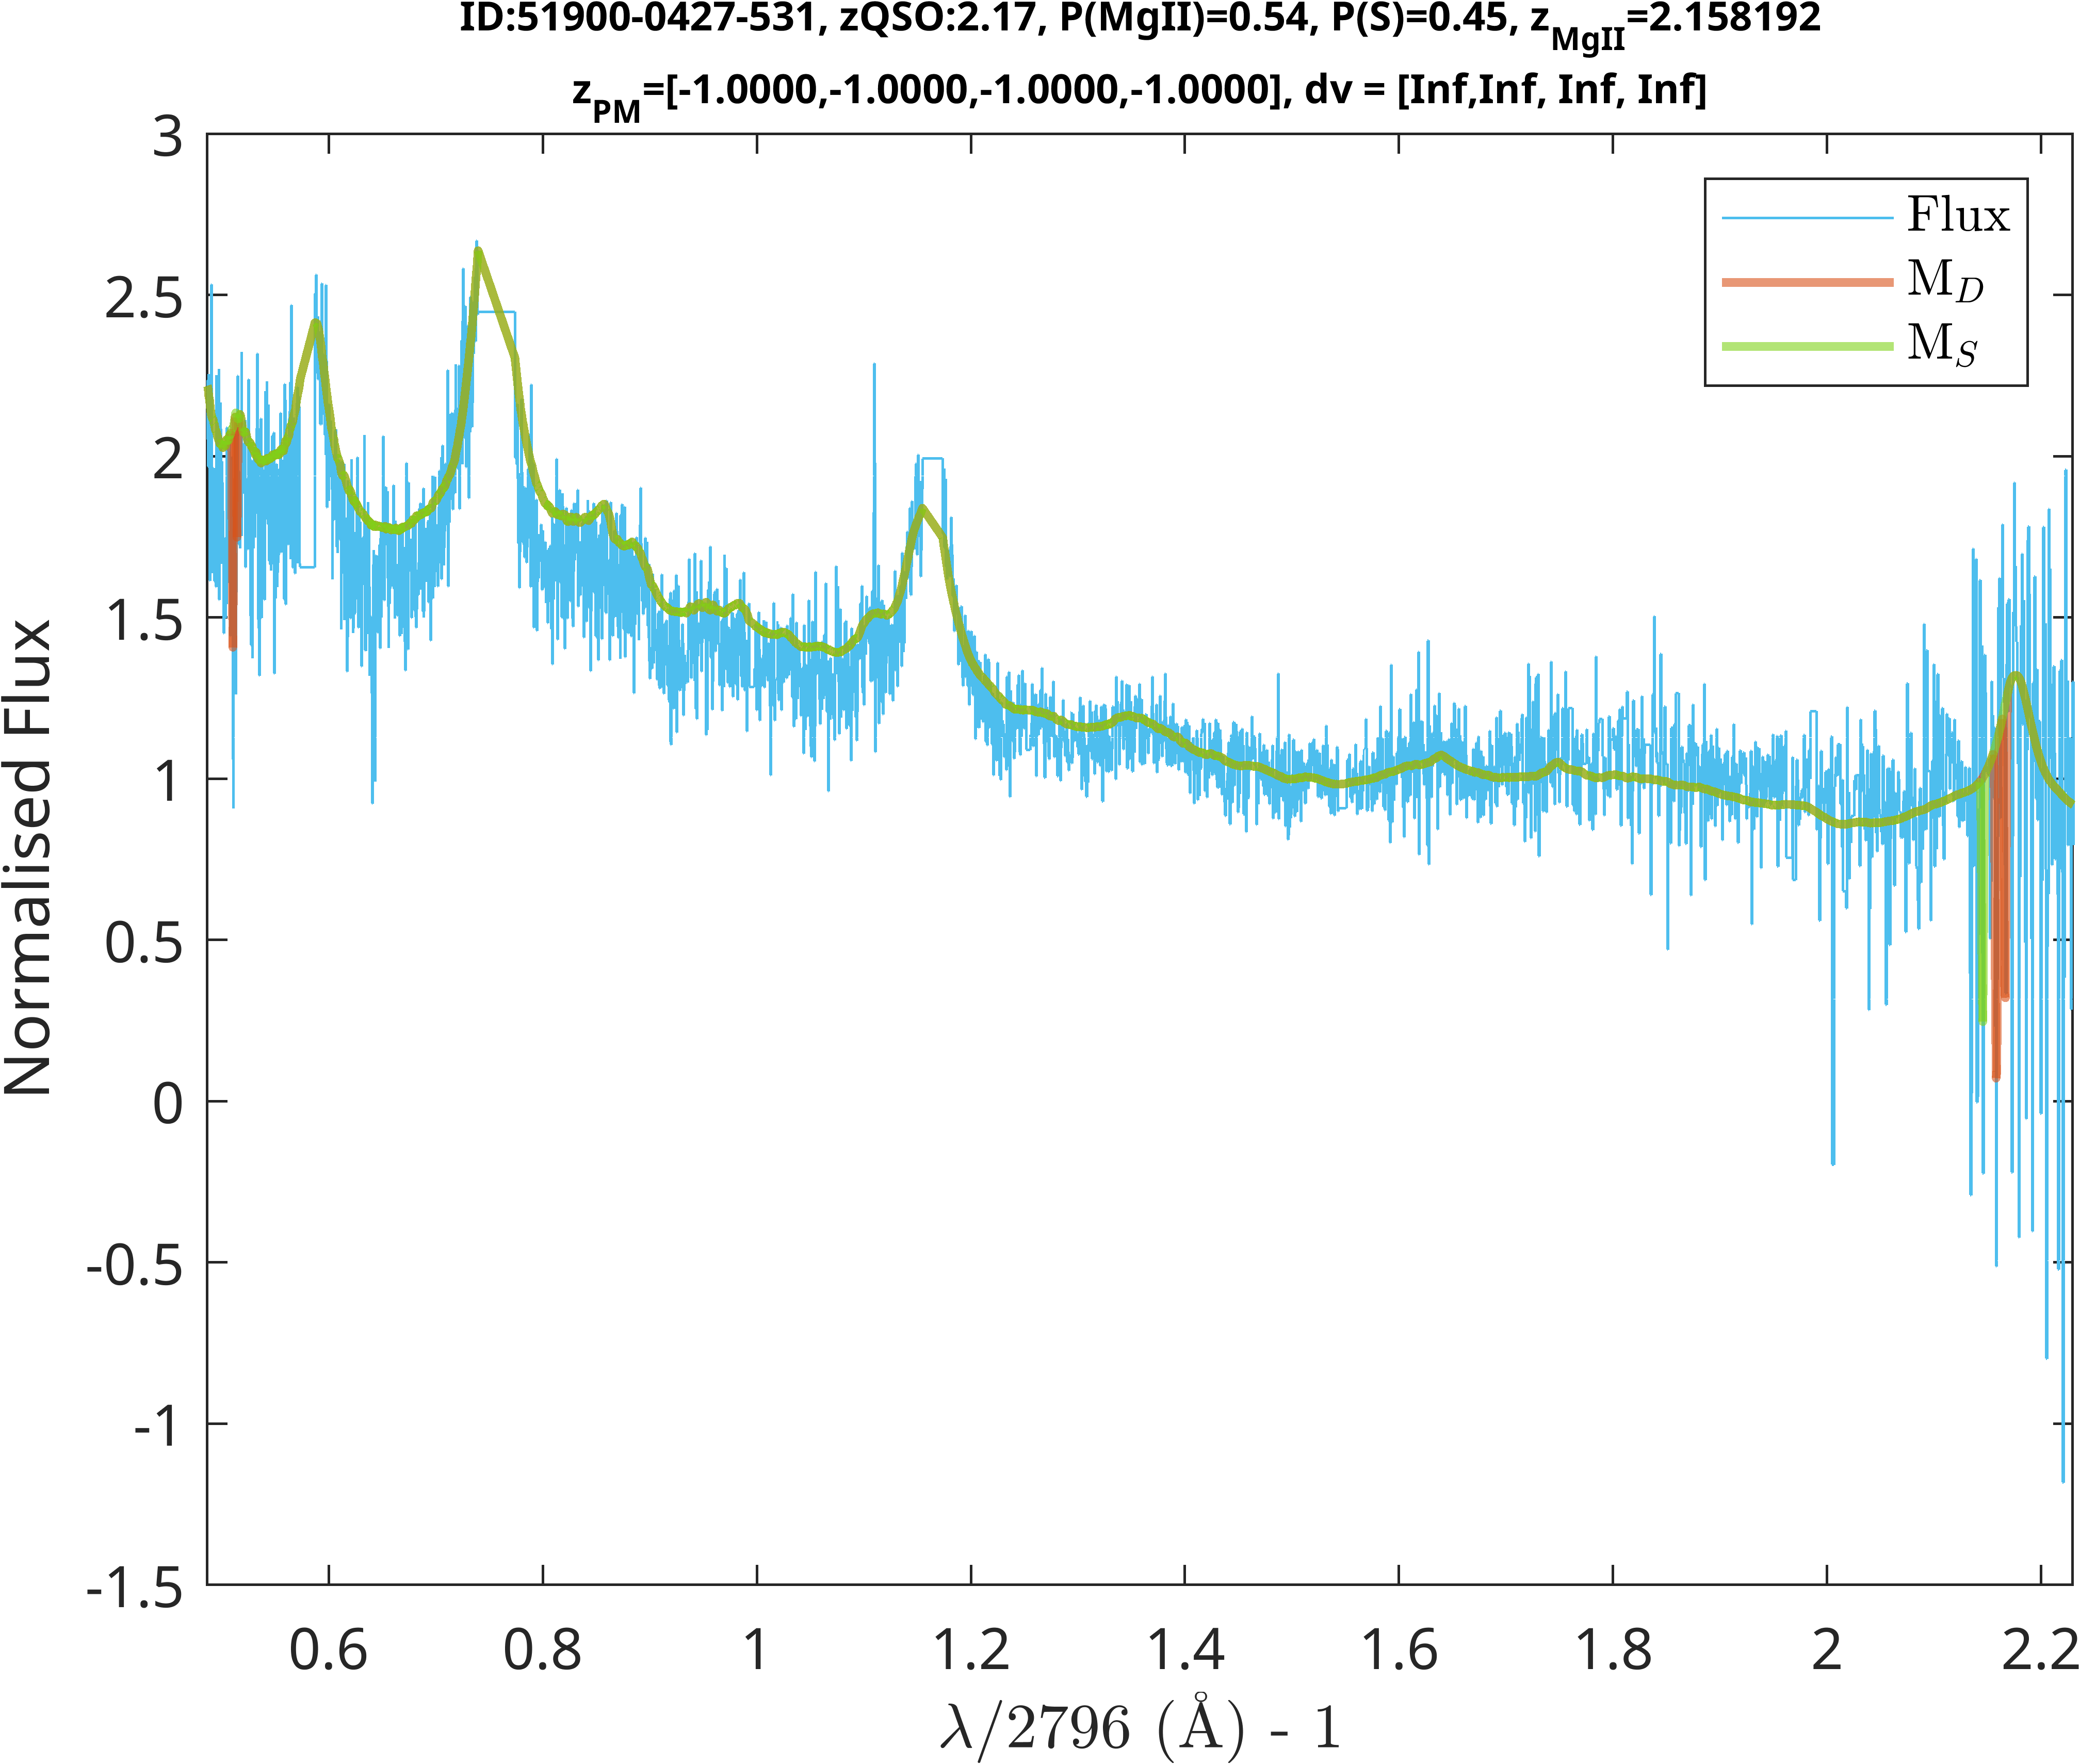 ID:51900-0427-531, zQSO:2.17, P(MgII)=0.54, P(S)=0.45, zMgII=2.158192
zPM=[-1.0000,-1.0000,-1.0000,-1.0000], dv = [Inf,Inf, Inf, Inf]
3
2.5
2
1.5
1
0.5
0
-0.5
-1
-1.5
Normalised Flux
Flux
MD
MS
0.6 0.8 1 1.2 1.4 1.6 1.8 2 2.2
λ/2796 (Å) - 1